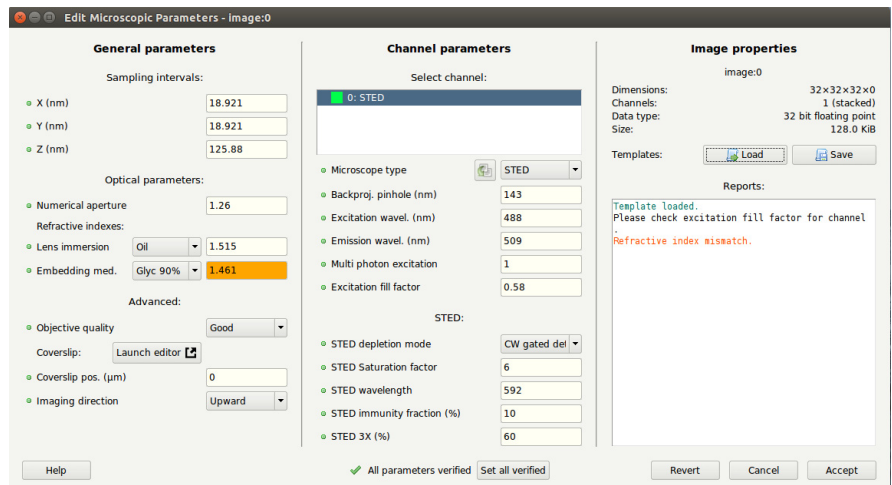 Edit Microscopic Parameters - image:0
General parameters
Sampling intervals:
X (nm) 18.921
Y (nm) 18.921
Z (nm) 125.88
Optical parameters:
Numerical aperture 1.26
Refractive indexes:
Lens immersion Oil 1.515
Embedding med. Glyc 90% 1.461
Advanced:
Objective quality Good
Coverslip: Launch editor
Coverslip pos. (µm) 0
Imaging direction Upward
Channel parameters
Select channel:
0: STED
Microscope type STED
Backproj. pinhole (nm) 143
Excitation wavel. (nm) 488
Emission wavel. (nm) 509
Multi photon excitation 1
Excitation fill factor 0.58
STED:
STED depletion mode CW gated det
STED Saturation factor 6
STED wavelength 592
STED immunity fraction (%) 10
STED 3X (%) 60
Image properties
image:0
Dimensions: 32×32×32×0
Channels: 1 (stacked)
Data type: 32 bit floating point
Size: 128.0 KiB
Templates: Load Save
Reports:
Template loaded.
Please check excitation fill factor for channel
.
Refractive index mismatch.
Help All parameters verified Set all verified Revert Cancel Accept